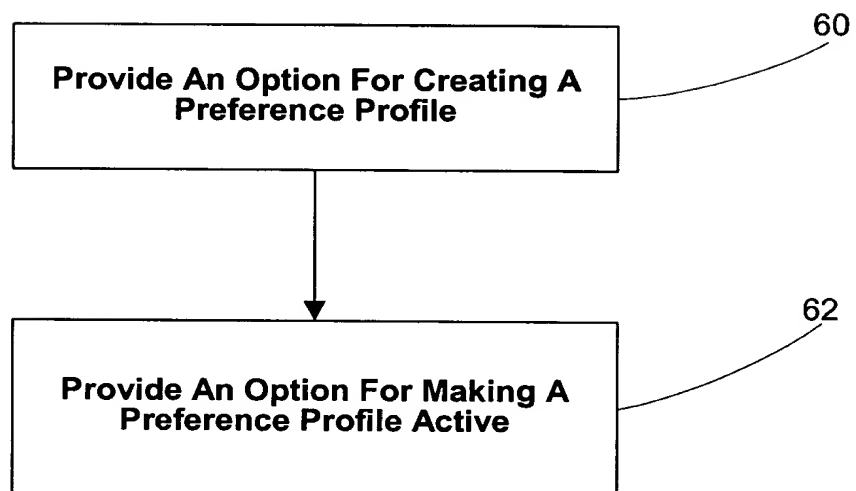 60
Provide An Option For Creating A
Preference Profile
62
Provide An Option For Making A
Preference Profile Active